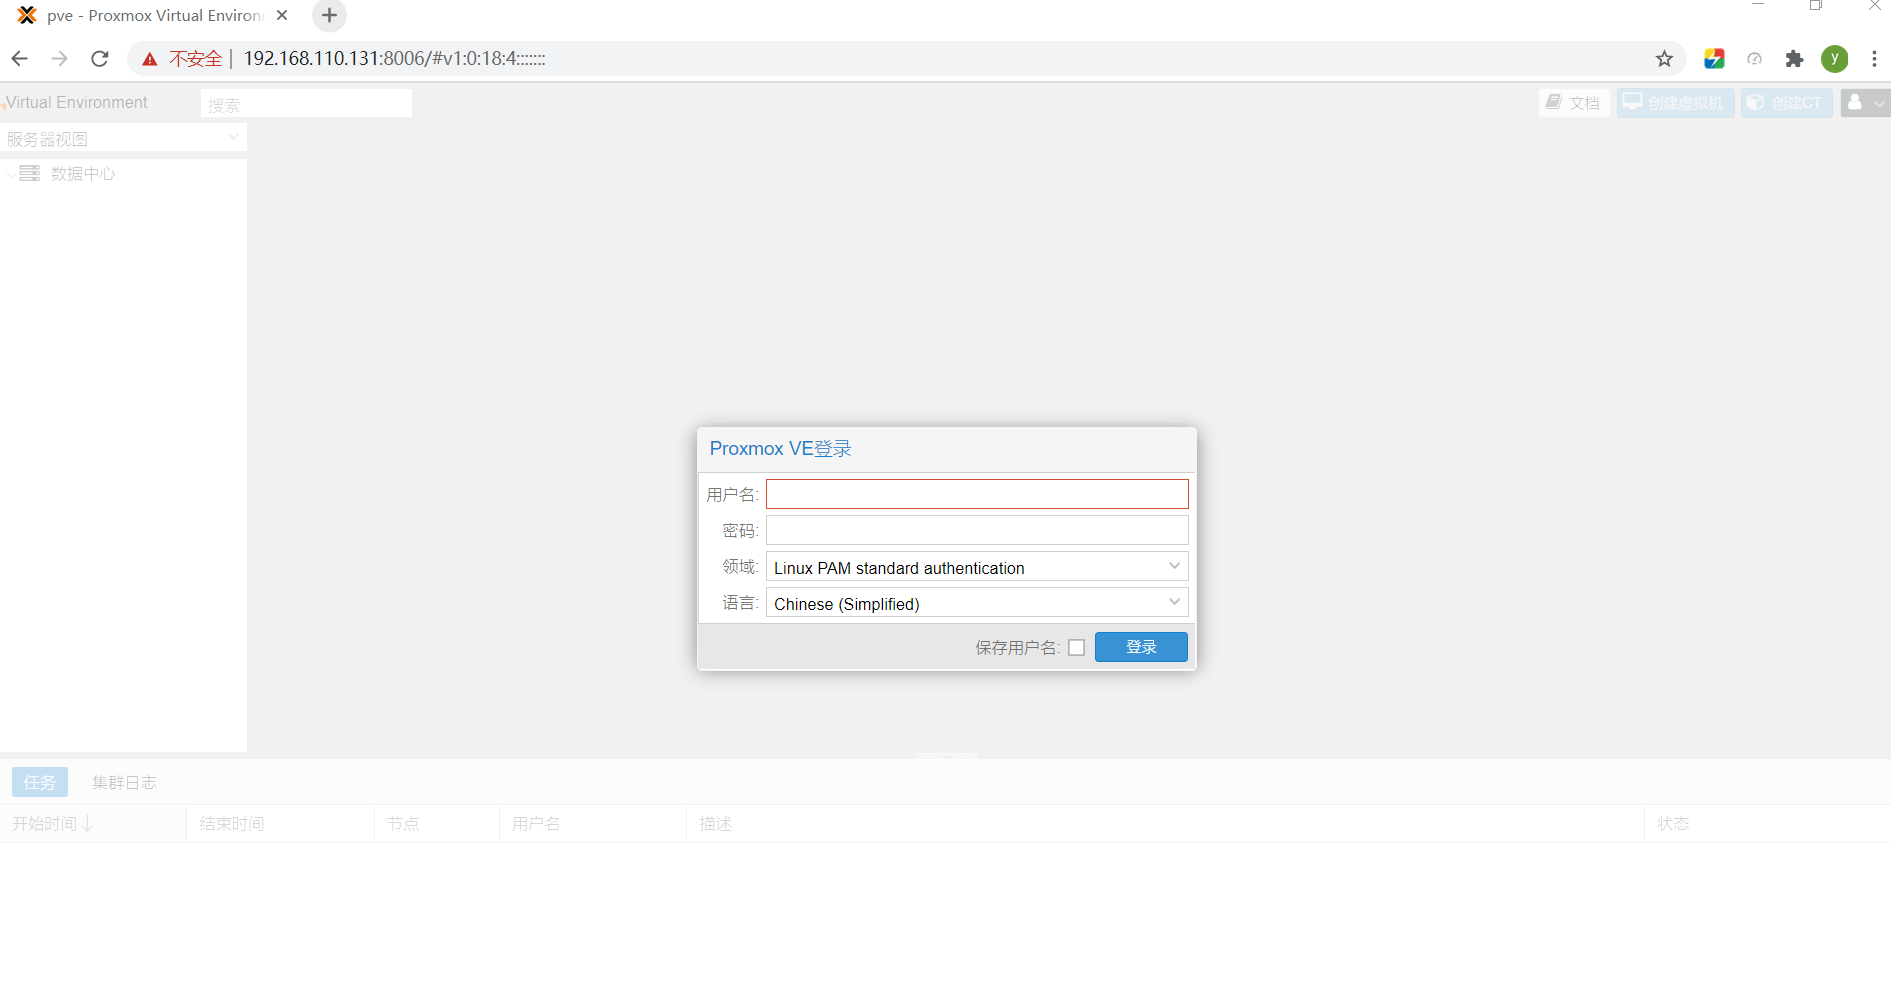 pve - Proxmox Virtual Environ
不安全 | 192.168.110.131:8006/#v1:0:18:4:::::::
y
Virtual Environment
搜索
文档
创建虚拟机
创建CT
服务器视图
数据中心
Proxmox VE登录
用户名:
密码:
领域: Linux PAM standard authentication
语言: Chinese (Simplified)
保存用户名:
登录
任务 集群日志
开始时间 结束时间 节点 用户名 描述 状态